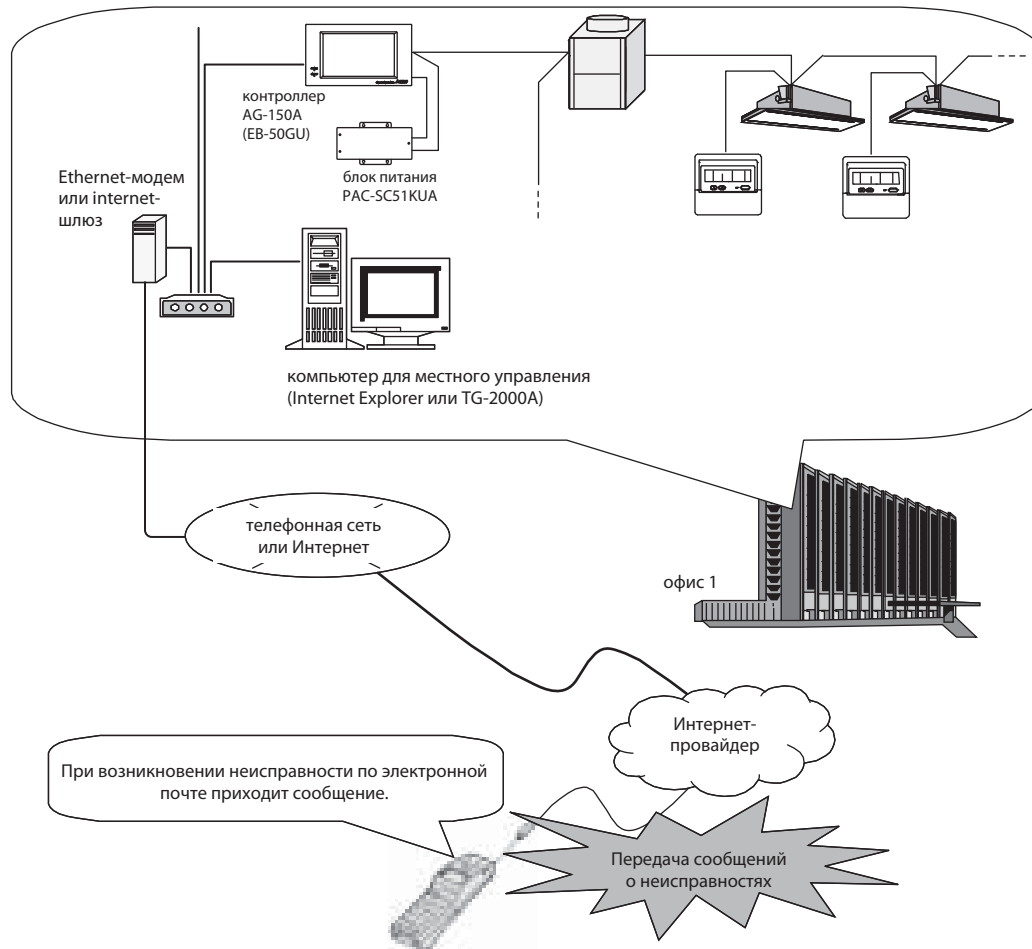 контроллер
AG-150A
(EB-50GU)
блок питания
PAC-SC51KUA
Ethernet-модем
или internet-
шлюз
компьютер для местного управления
(Internet Explorer или TG-2000A)
телефонная сеть
или Интернет
офис 1
Интернет-
провайдер
При возникновении неисправности по электронной
почте приходит сообщение.
Передача сообщений
о неисправностях